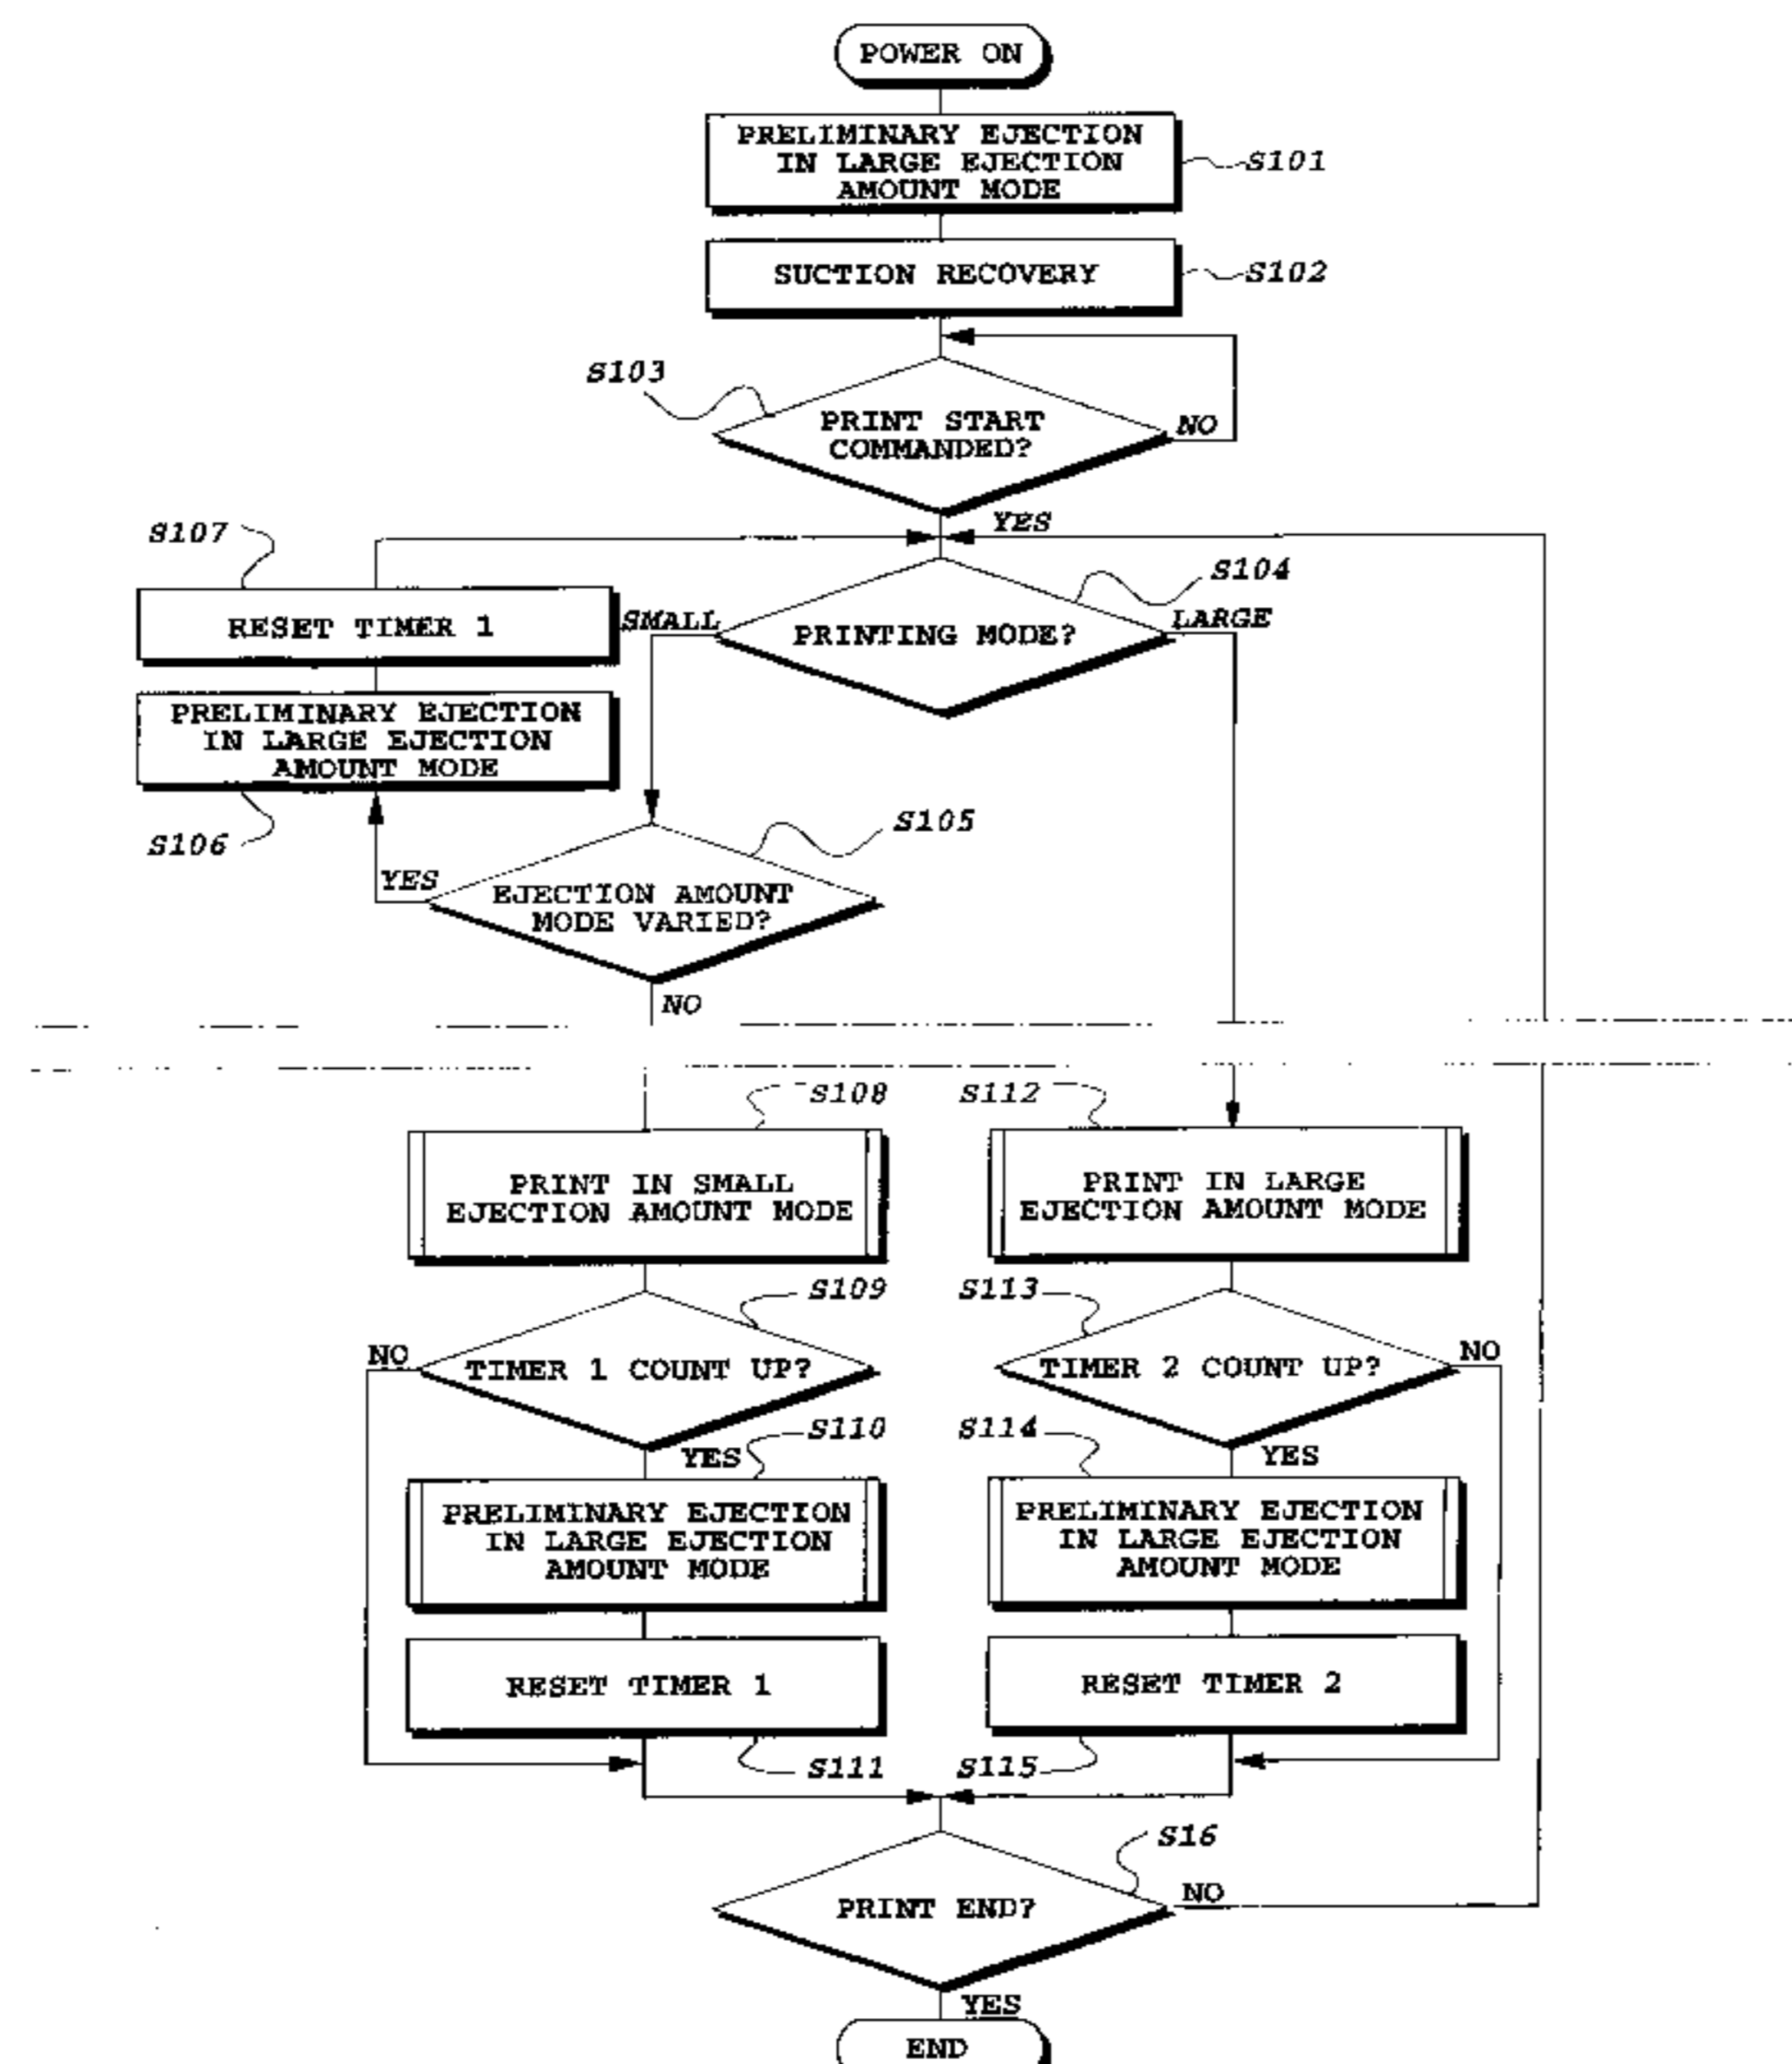 POWER ON
PRELIMINARY EJECTION
IN LARGE EJECTION
AMOUNT MODE
S101
SUCTION RECOVERY
S102
S103
PRINT START
COMMANDED?
NO
YES
S107
S104
RESET TIMER 1
SMALL
PRINTING MODE?
LARGE
PRELIMINARY EJECTION
IN LARGE EJECTION
AMOUNT MODE
S106
S105
YES
EJECTION AMOUNT
MODE VARIED?
NO
S108
S112
PRINT IN SMALL
EJECTION AMOUNT MODE
PRINT IN LARGE
EJECTION AMOUNT MODE
S109
S113
NO
TIMER 1 COUNT UP?
TIMER 2 COUNT UP?
NO
S110
S114
YES
YES
PRELIMINARY EJECTION
IN LARGE EJECTION
AMOUNT MODE
PRELIMINARY EJECTION
IN LARGE EJECTION
AMOUNT MODE
RESET TIMER 1
RESET TIMER 2
S111
S115
S16
PRINT END?
NO
YES
END